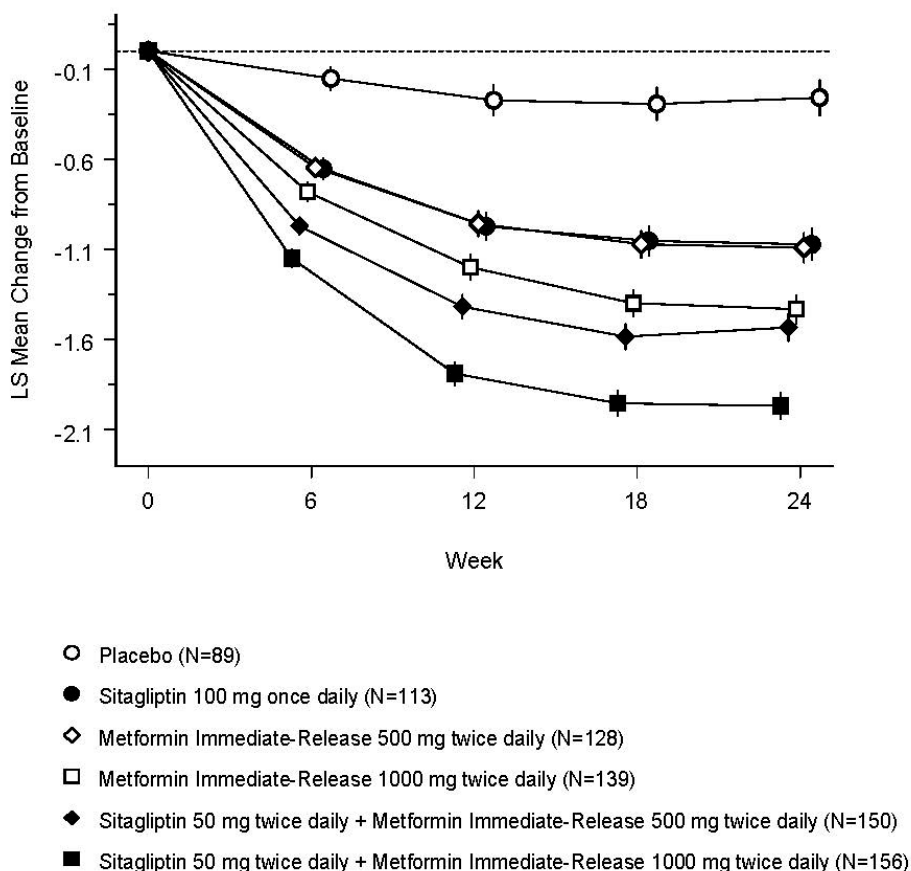 LS Mean Change from Baseline
-0.1
-0.6
-1.1
-1.6
-2.1
0 6 12 18 24
Week
Placebo (N=89)
Sitagliptin 100 mg once daily (N=113)
Metformin Immediate-Release 500 mg twice daily (N=128)
Metformin Immediate-Release 1000 mg twice daily (N=139)
Sitagliptin 50 mg twice daily + Metformin Immediate-Release 500 mg twice daily (N=150)
Sitagliptin 50 mg twice daily + Metformin Immediate-Release 1000 mg twice daily (N=156)